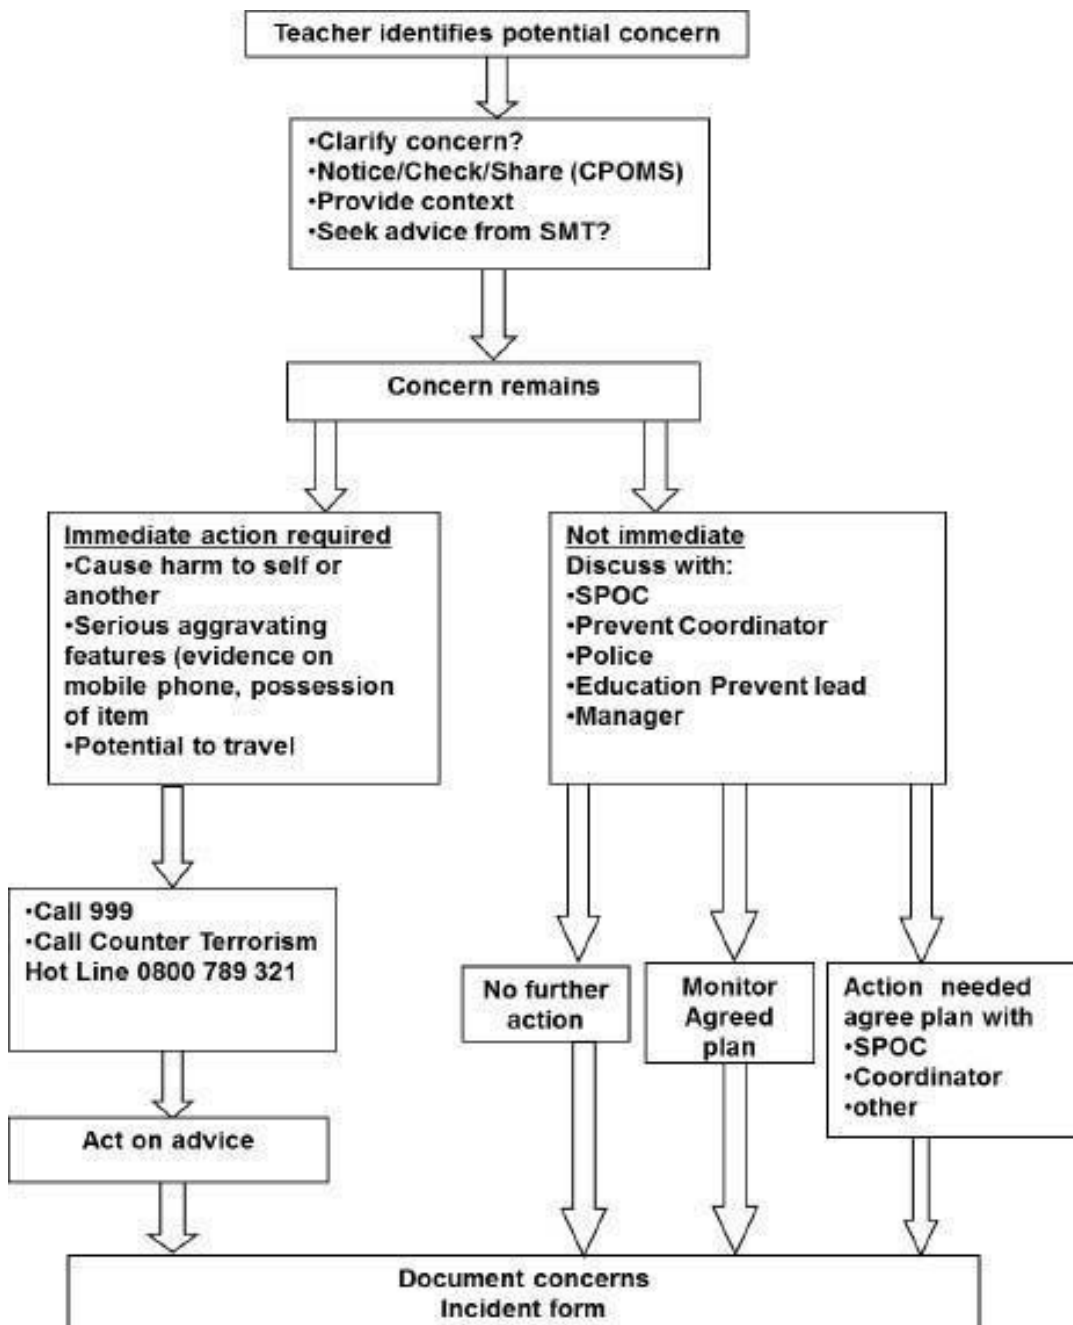 Teacher identifies potential concern
•Clarify concern?
•Notice/Check/Share (CPOMS)
•Provide context
•Seek advice from SMT?
Concern remains
Immediate action required
•Cause harm to self or
another
•Serious aggravating
features (evidence on
mobile phone, possession
of item
•Potential to travel
Not immediate
Discuss with:
•SPOC
•Prevent Coordinator
•Police
•Education Prevent lead
•Manager
•Call 999
•Call Counter Terrorism
Hot Line 0800 789 321
No further
action
Monitor
Agreed
plan
Action needed
agree plan with
•SPOC
•Coordinator
•other
Act on advice
Document concerns
Incident form